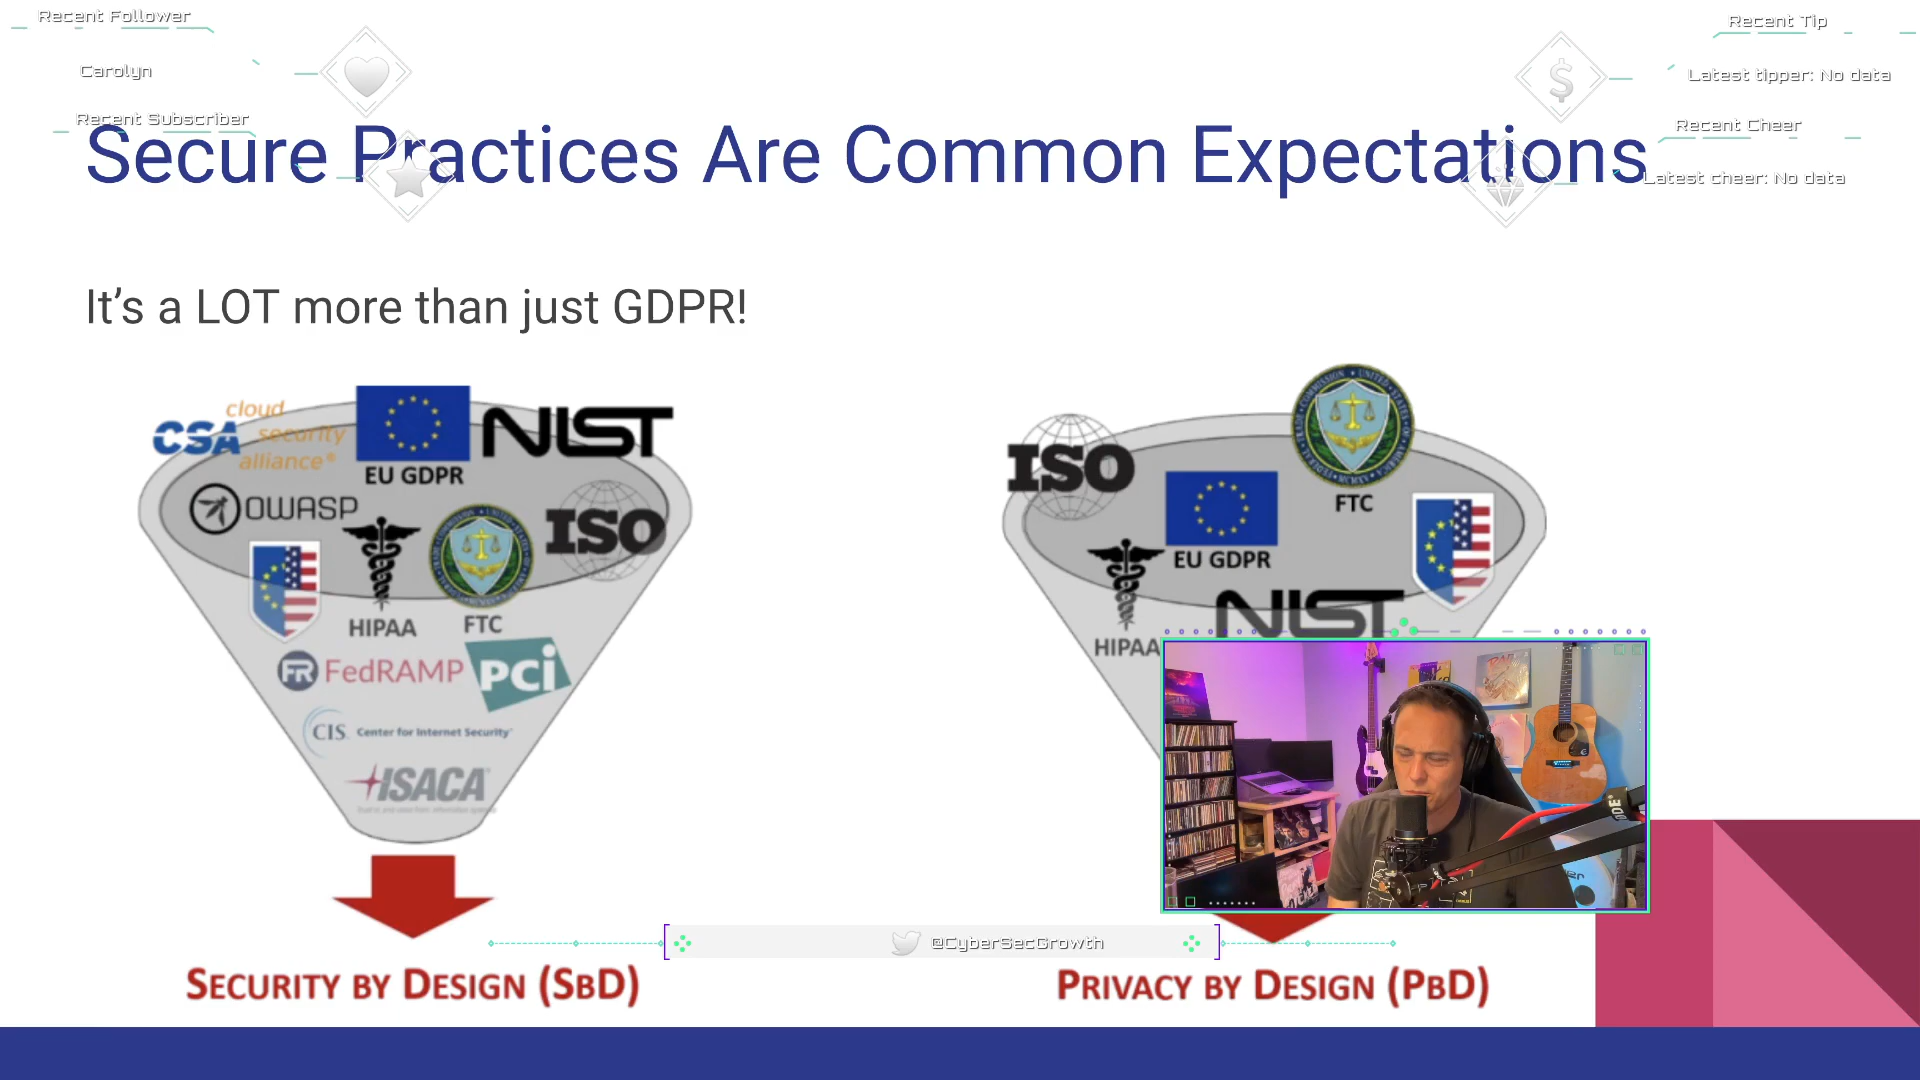 Recent Follower
Recent Tip
Carolyn
Latest tipper: No data
Recent Subscriber
Recent Cheer
Secure Practices Are Common Expectations
Latest cheer: No data
It's a LOT more than just GDPR!
CSA cloud security alliance®
EU GDPR
NIST
OWASP
ISO
HIPAA
FTC
FR FedRAMP
PCi
CIS. Center for Internet Security®
ISACA
SECURITY BY DESIGN (SBD)
ISO
FTC
EU GDPR
HIPAA
NIST
@CyberSecGrowth
PRIVACY BY DESIGN (PBD)